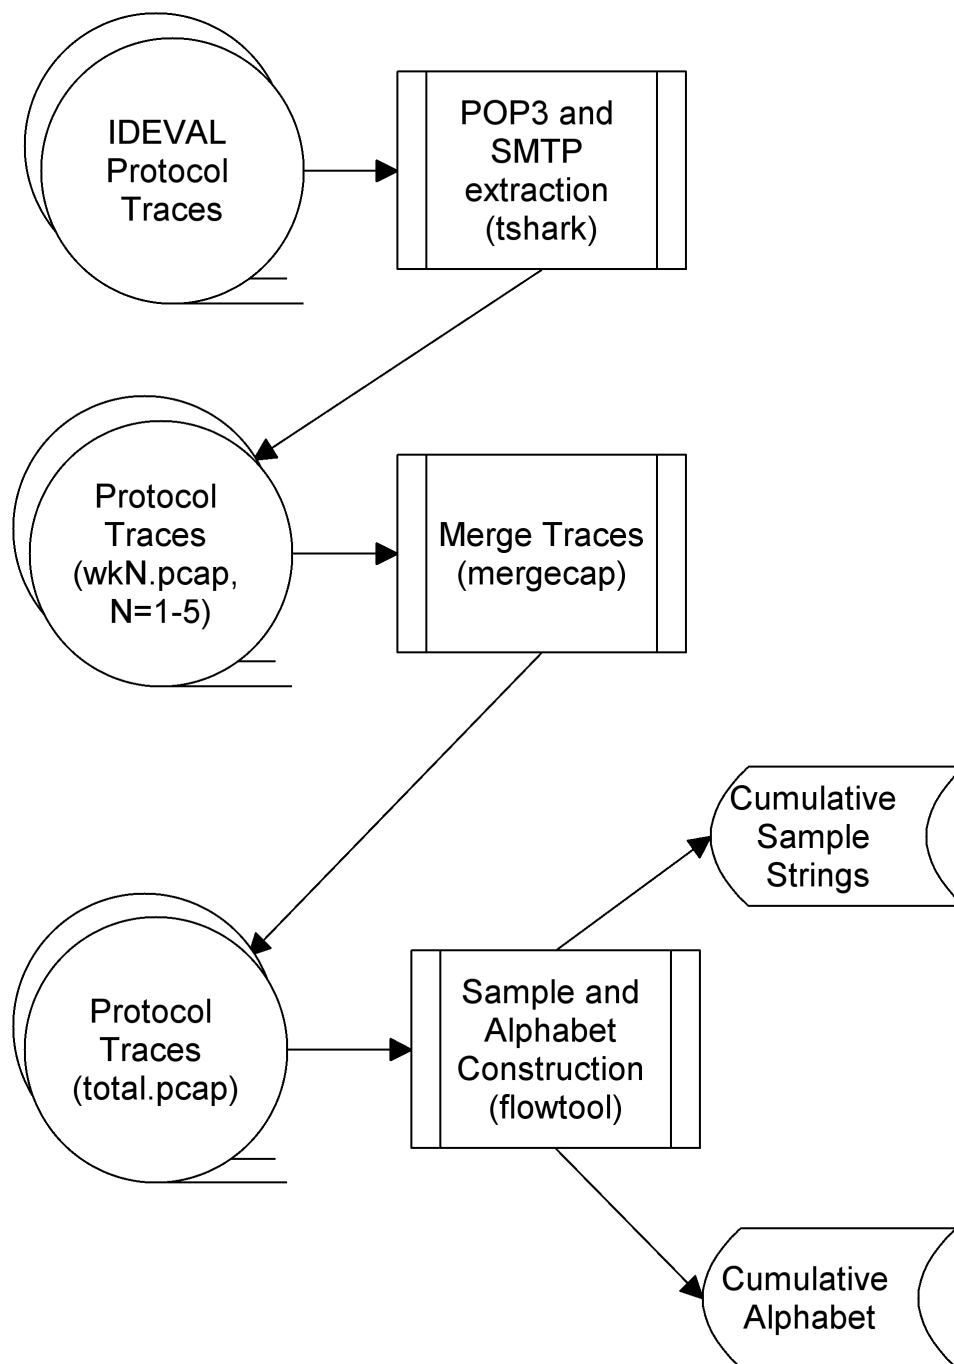 IDEVAL
Protocol
Traces
POP3 and
SMTP
extraction
(tshark)
Protocol
Traces
(wkN.pcap,
N=1-5)
Merge Traces
(mergecap)
Cumulative
Sample
Strings
Protocol
Traces
(total.pcap)
Sample and
Alphabet
Construction
(flowtool)
Cumulative
Alphabet